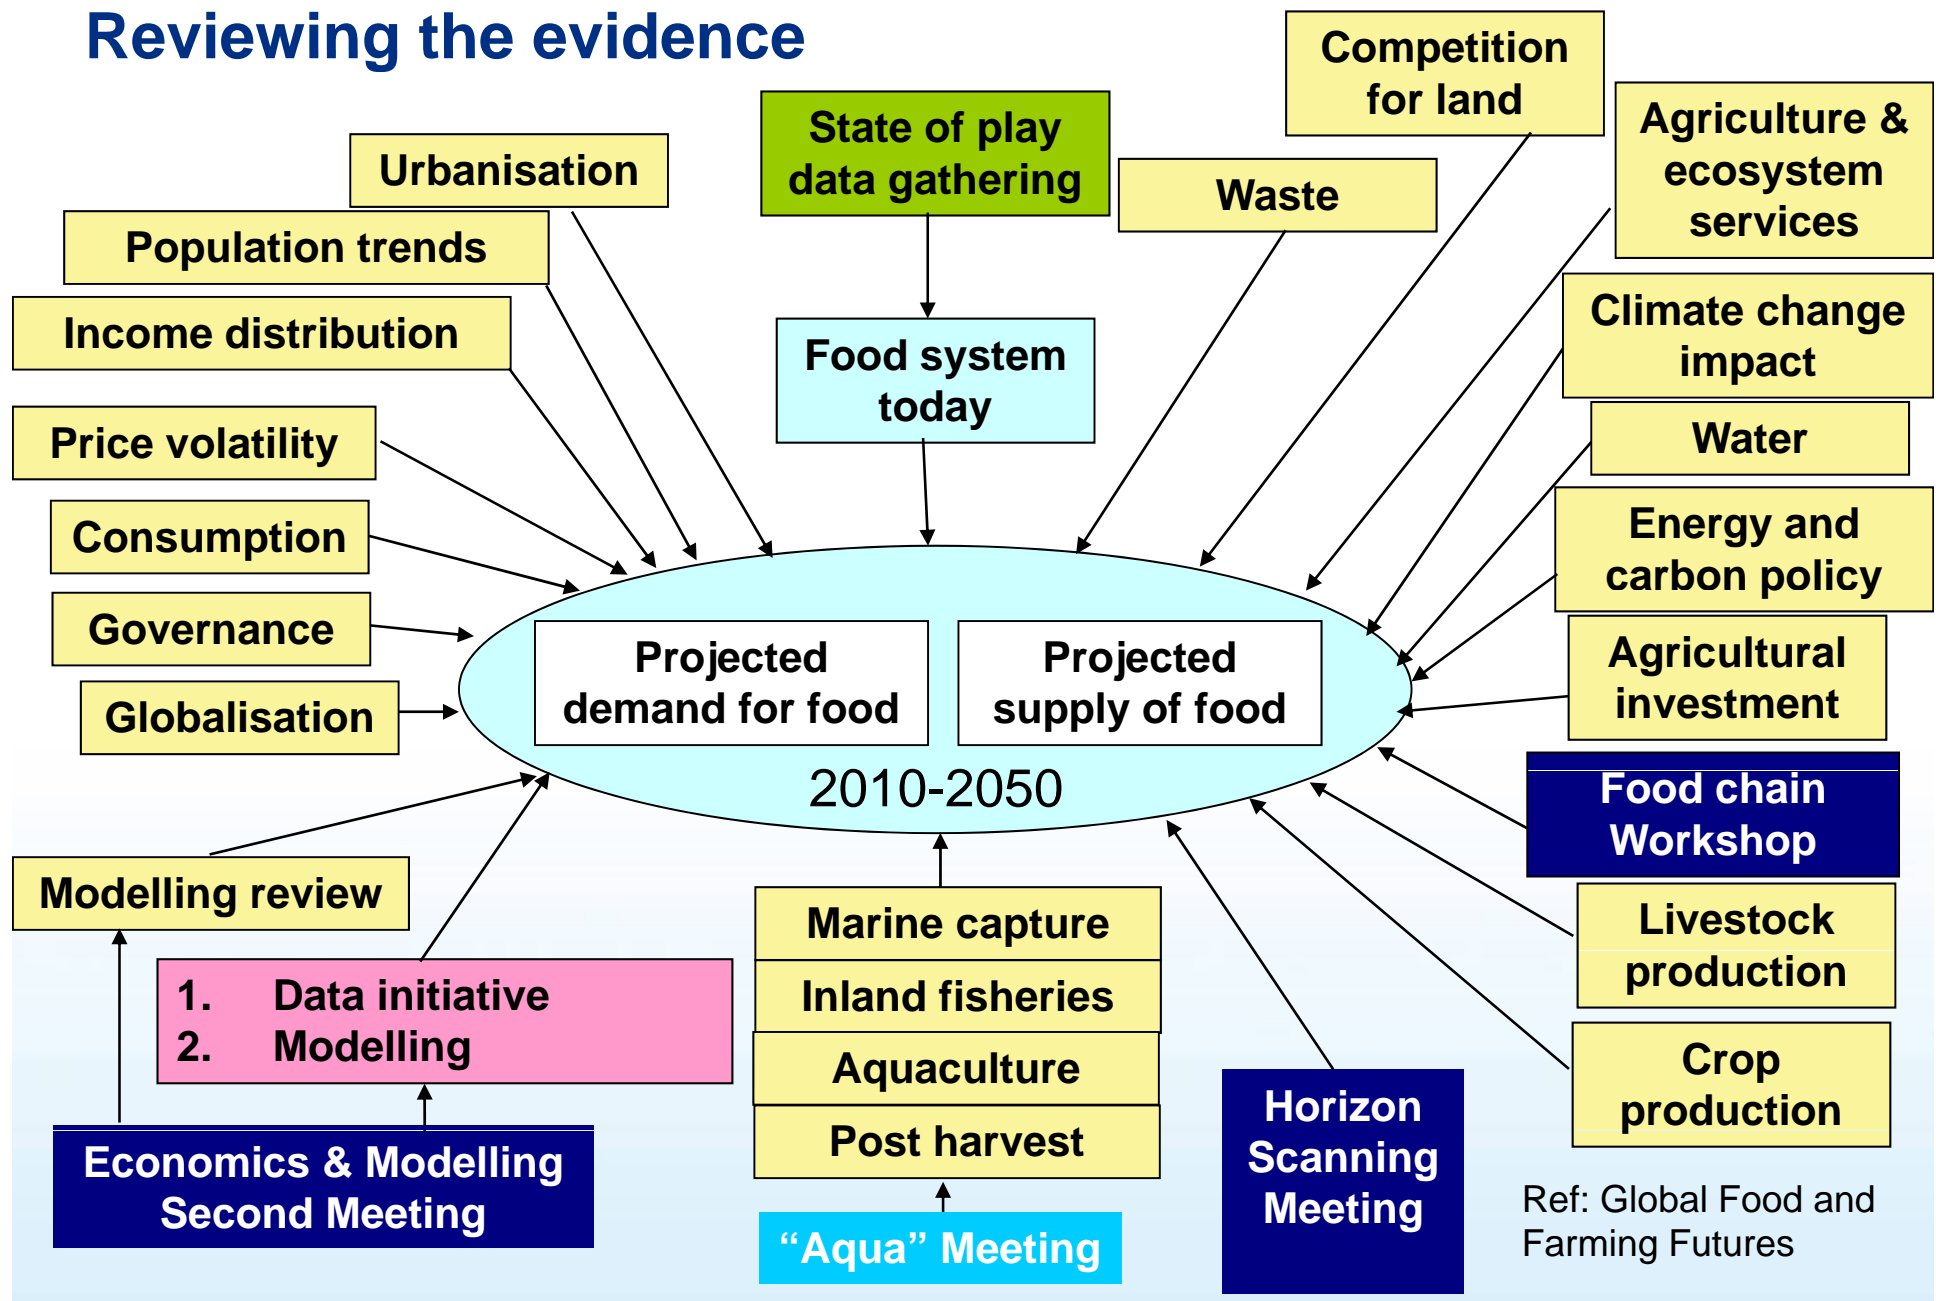 Reviewing the evidence
Competition
for land
State of play
data gathering
Agriculture &
ecosystem
services
Urbanisation
Waste
Population trends
Income distribution
Climate change
impact
Food system
today
Price volatility
Water
Consumption
Energy and
carbon policy
Governance
Globalisation
Projected
demand for food
Projected
supply of food
2010-2050
Agricultural
investment
Food chain
Workshop
Modelling review
Marine capture
Inland fisheries
Aquaculture
Post harvest
Livestock
production
1. Data initiative
2. Modelling
Crop
production
Economics & Modelling
Second Meeting
"Aqua" Meeting
Horizon
Scanning
Meeting
Ref: Global Food and
Farming Futures